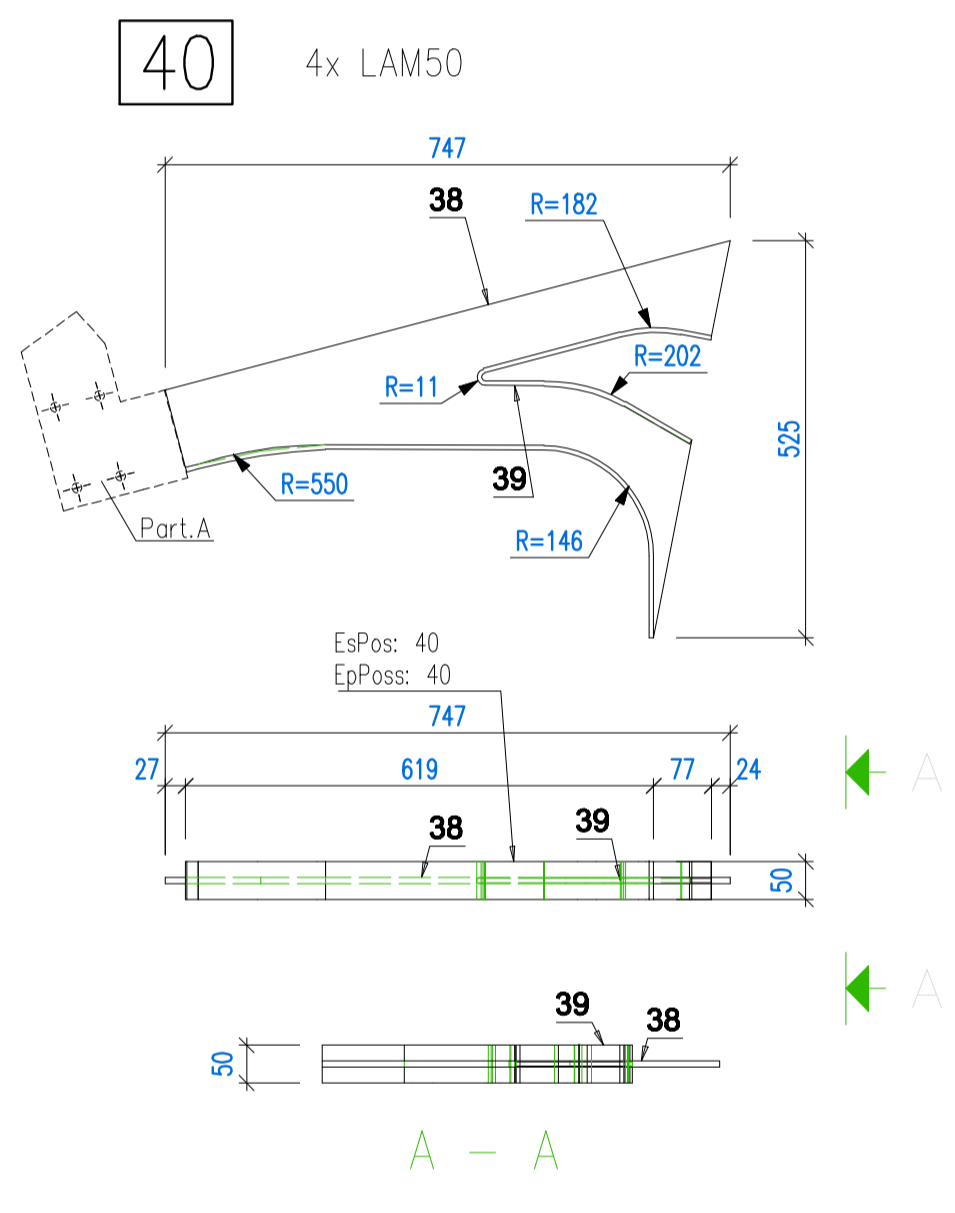 40 4x LAM50
747
38
R=182
R=202
R=11
525
39
R=550
R=146
Part.A
EsPos: 40
EpPoss: 40
747
27 619 77 24
A
38 39
50
A
39 38
50
A — A